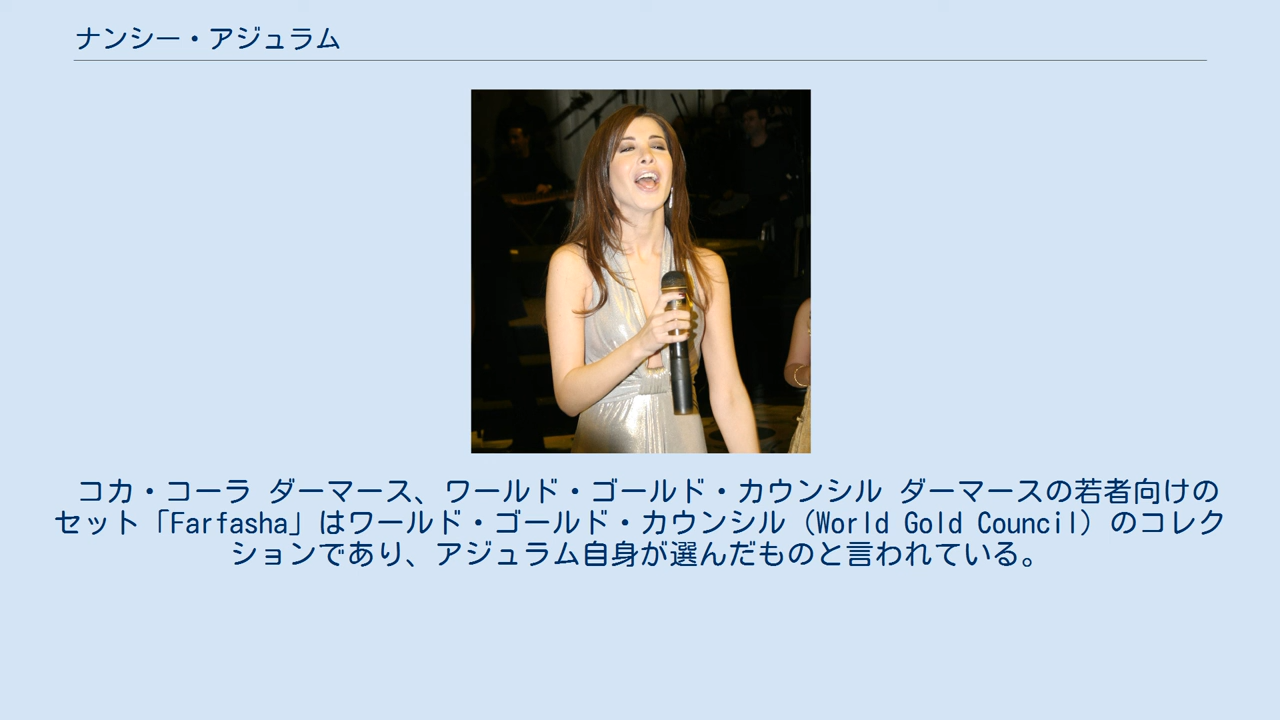 ナンシー・アジュラム
コカ・コーラ ダーマース、ワールド・ゴールド・カウンシル ダーマースの若者向けの
セット「Farfasha」はワールド・ゴールド・カウンシル（World Gold Council）のコレク
ションであり、アジュラム自身が選んだものと言われている。